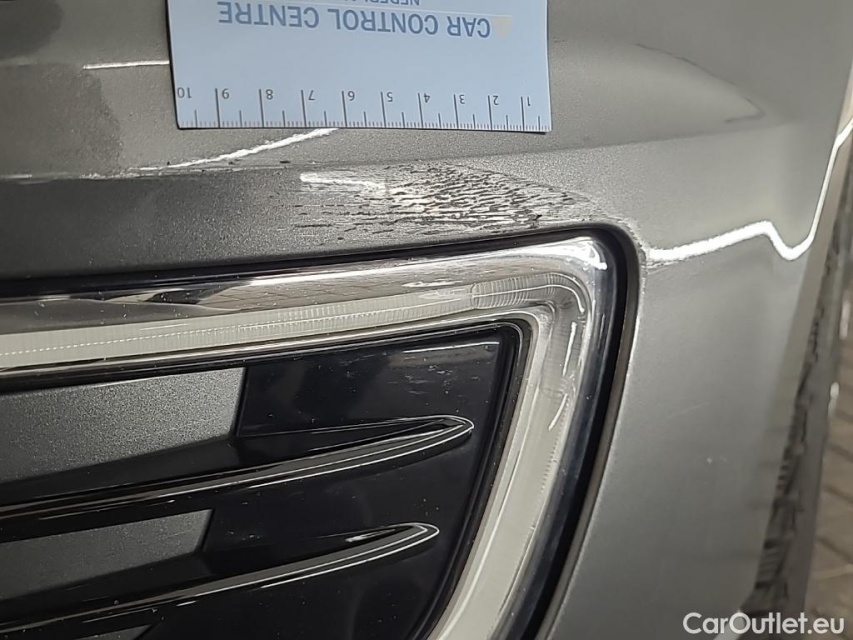 CAR CONTROL CENTRE
10 9 8 7 6 5 4 3 2 1
CarOutlet.eu